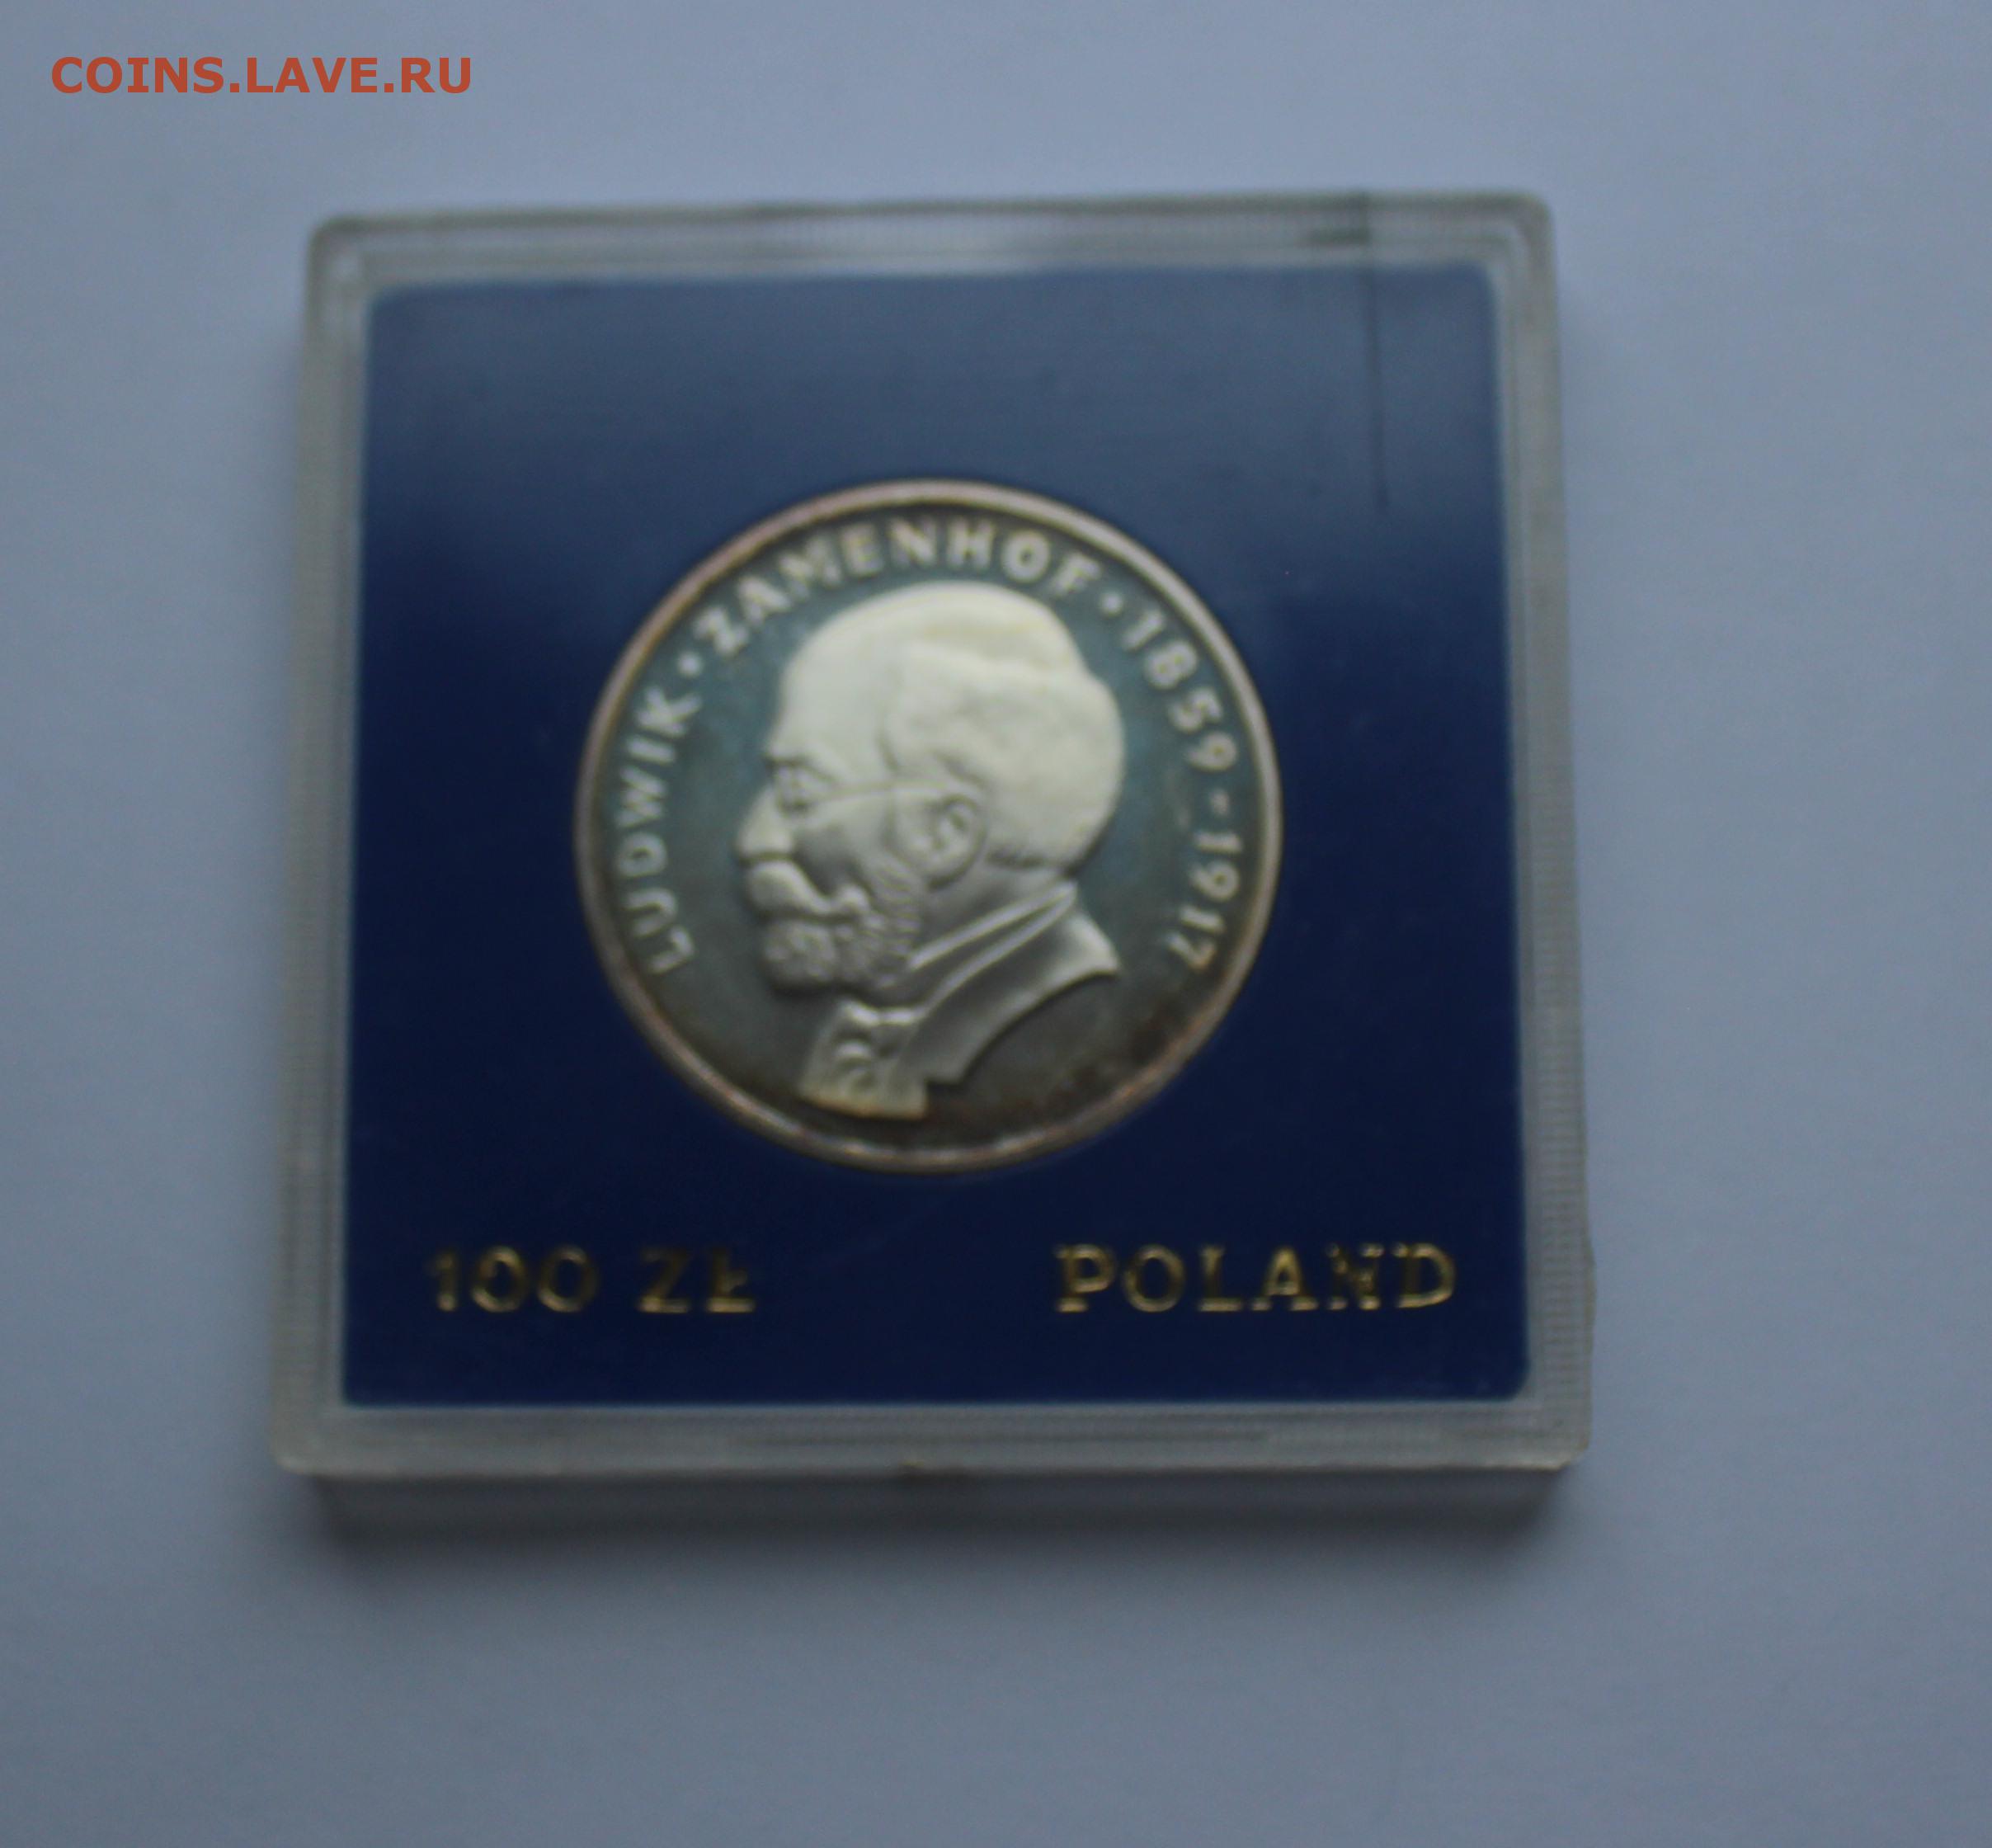 COINS.LAVE.RU
LUDWIK · ZAMENHOF · 1859 - 1917
100 ZŁ POLAND